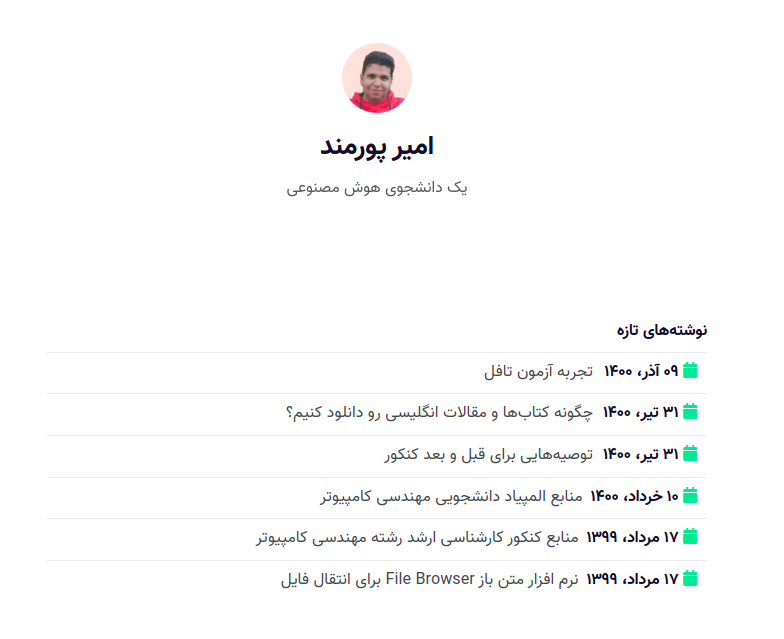 امیر پورمند
یک دانشجوی هوش مصنوعی
نوشته‌های تازه
۰۹ آذر، ۱۴۰۰ تجربه آزمون تافل
۳۱ تیر، ۱۴۰۰ چگونه کتاب‌ها و مقالات انگلیسی رو دانلود کنیم؟
۳۱ تیر، ۱۴۰۰ توصیه‌هایی برای قبل و بعد کنکور
۱۰ خرداد، ۱۴۰۰ منابع المپیاد دانشجویی مهندسی کامپیوتر
۱۷ مرداد، ۱۳۹۹ منابع کنکور کارشناسی ارشد رشته مهندسی کامپیوتر
۱۷ مرداد، ۱۳۹۹ نرم افزار متن باز File Browser برای انتقال فایل